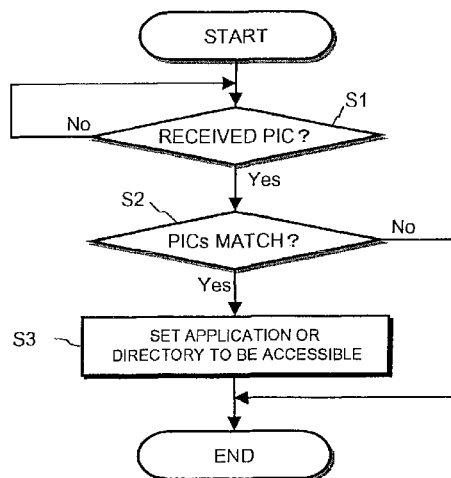 START
S1
No
RECEIVED PIC?
Yes
S2
No
PICs MATCH?
Yes
S3
SET APPLICATION OR
DIRECTORY TO BE ACCESSIBLE
END